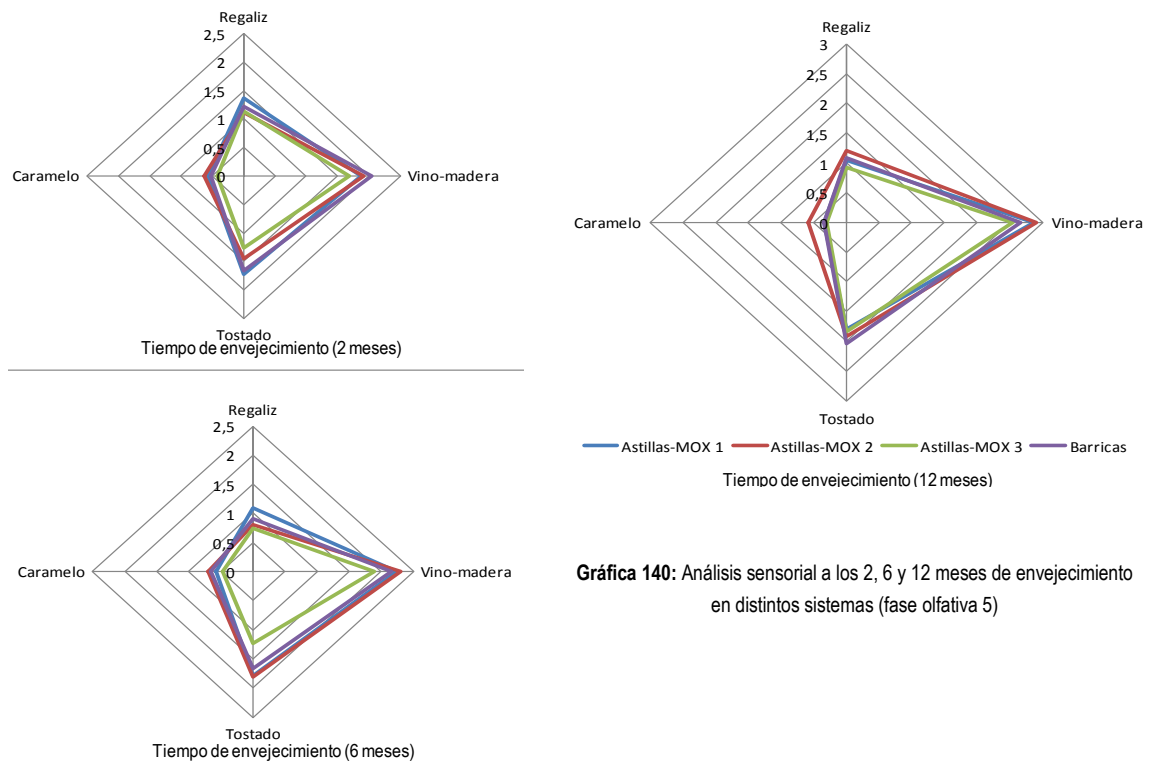 Regaliz
2,5
2
1,5
1
0,5
0
Caramelo
Vino-madera
Tostado
Tiempo de envejecimiento (2 meses)
Regaliz
3
2,5
2
1,5
1
0,5
0
Caramelo
Vino-madera
Tostado
Astillas-MOX 1 Astillas-MOX 2 Astillas-MOX 3 Barricas
Tiempo de envejecimiento (12 meses)
Regaliz
2,5
2
1,5
1
0,5
0
Caramelo
Vino-madera
Tostado
Tiempo de envejecimiento (6 meses)
Gráfica 140: Análisis sensorial a los 2, 6 y 12 meses de envejecimiento
en distintos sistemas (fase olfativa 5)